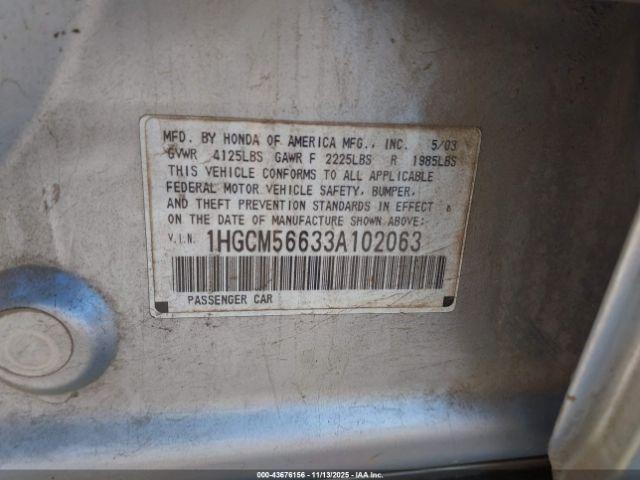 MFD. BY HONDA OF AMERICA MFG., INC. 5/03
GVWR 4125LBS GAWR F 2225LBS R 1985LBS
THIS VEHICLE CONFORMS TO ALL APPLICABLE
FEDERAL MOTOR VEHICLE SAFETY, BUMPER,
AND THEFT PREVENTION STANDARDS IN EFFECT
ON THE DATE OF MANUFACTURE SHOWN ABOVE:
V.I.N. 1HGCM56633A102063
PASSENGER CAR
000-43676156 - 11/13/2025 - IAA, Inc.